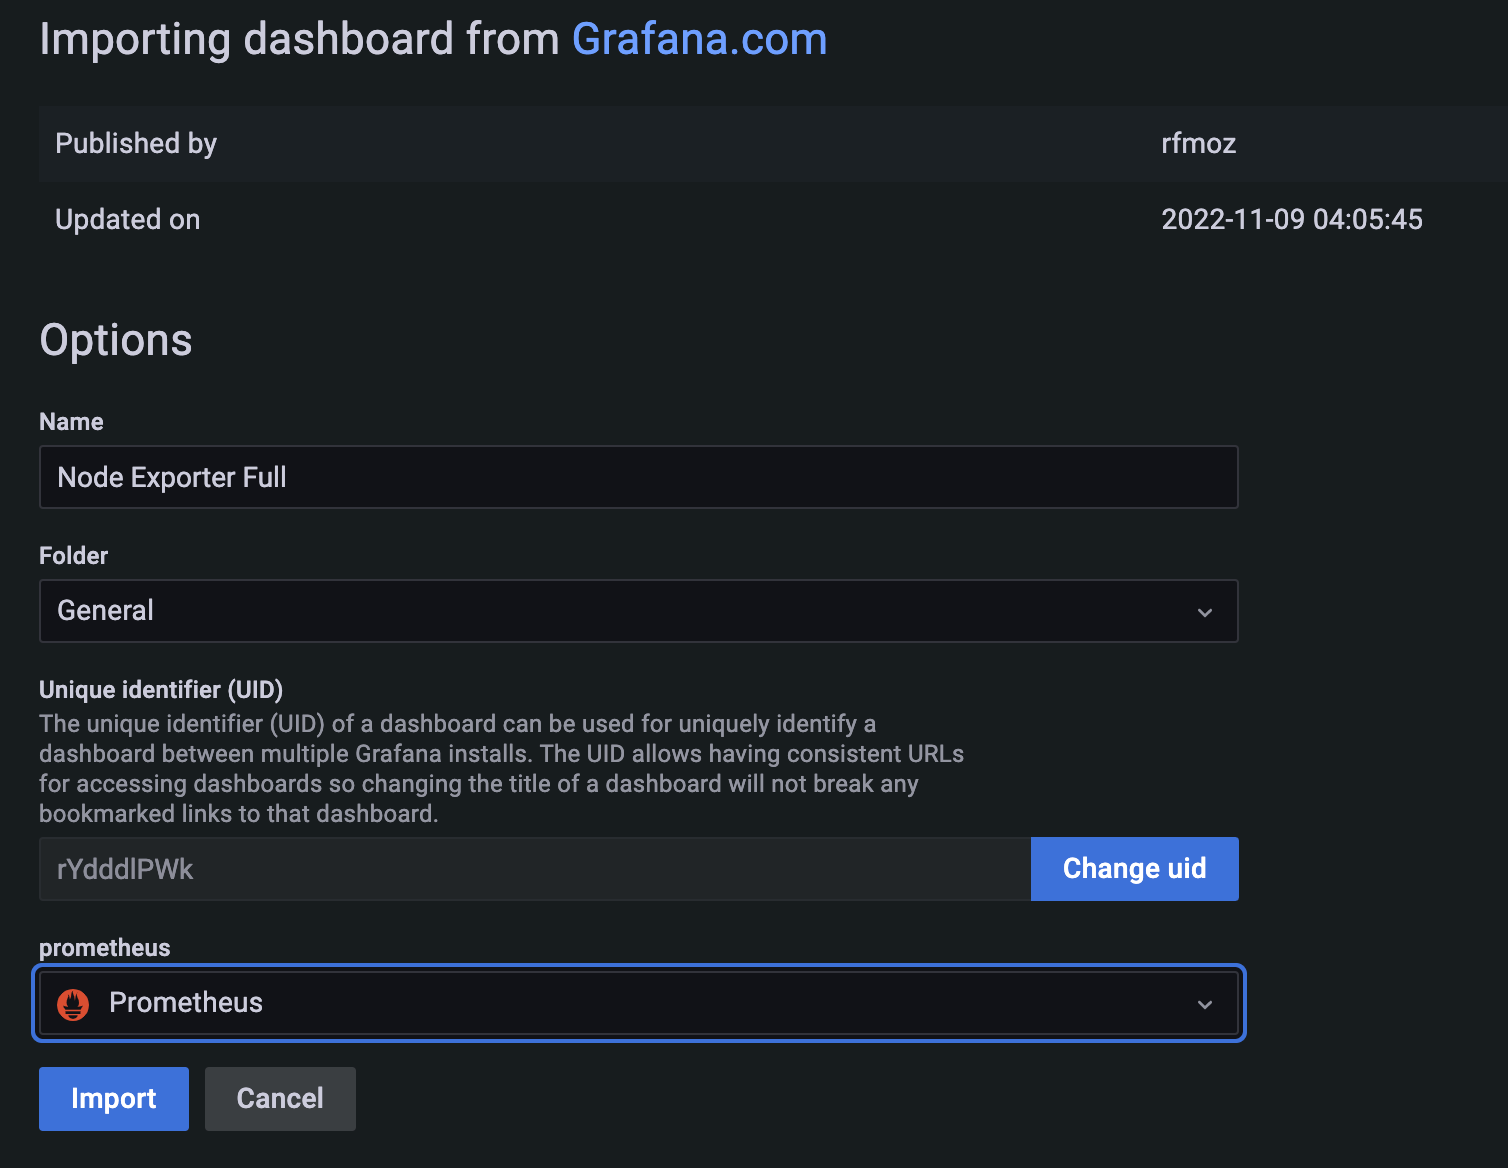 Importing dashboard from Grafana.com
Published by rfmoz
Updated on 2022-11-09 04:05:45
Options
Name
Node Exporter Full
Folder
General
Unique identifier (UID)
The unique identifier (UID) of a dashboard can be used for uniquely identify a
dashboard between multiple Grafana installs. The UID allows having consistent URLs
for accessing dashboards so changing the title of a dashboard will not break any
bookmarked links to that dashboard.
rYdddlPWk Change uid
prometheus
Prometheus
Import Cancel